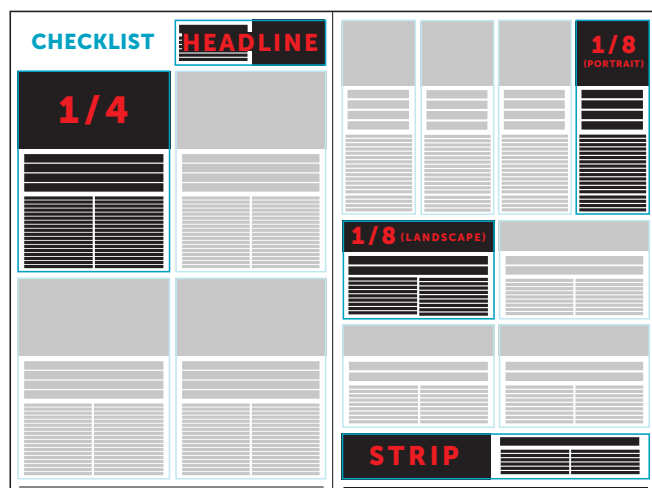 CHECKLIST
HEADLINE
1/4
1/8
(PORTRAIT)
1/8 (LANDSCAPE)
STRIP